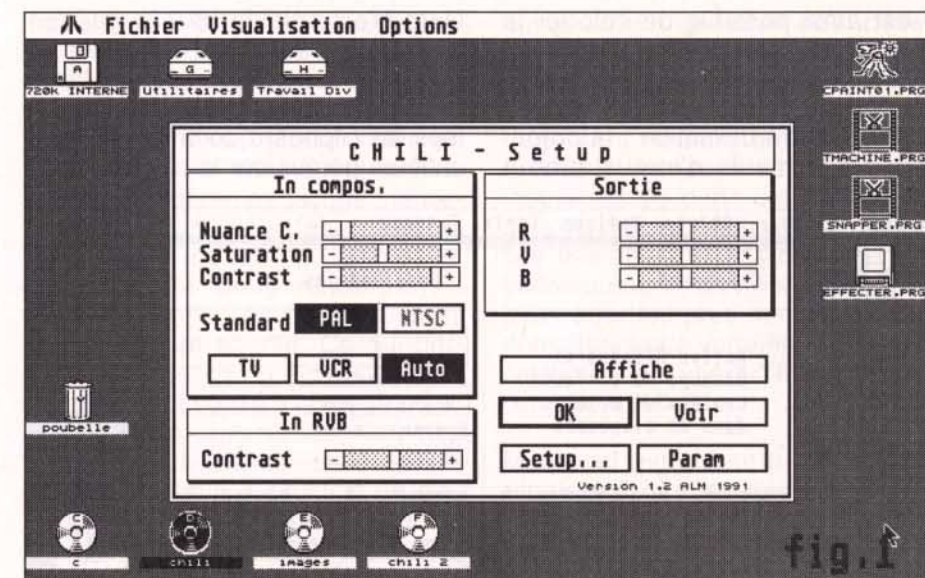 Fichier Visualisation Options
720K INTERNE
Utilitaires
Travail Div
CPAINT01.PRG
TMACHINE.PRG
SNAPPER.PRG
EFFECTER.PRG
A
G
H
CHILI - Setup
In compos.
Nuance C. - +
Saturation - +
Contrast - +
Standard PAL NTSC
TV VCR Auto
In RVB
Contrast - +
Sortie
R - +
V - +
B - +
Affiche
OK Voir
Setup... Param
Version 1.2 ALM 1991
poubelle
C D E F
c chili images chili 2
fig.1